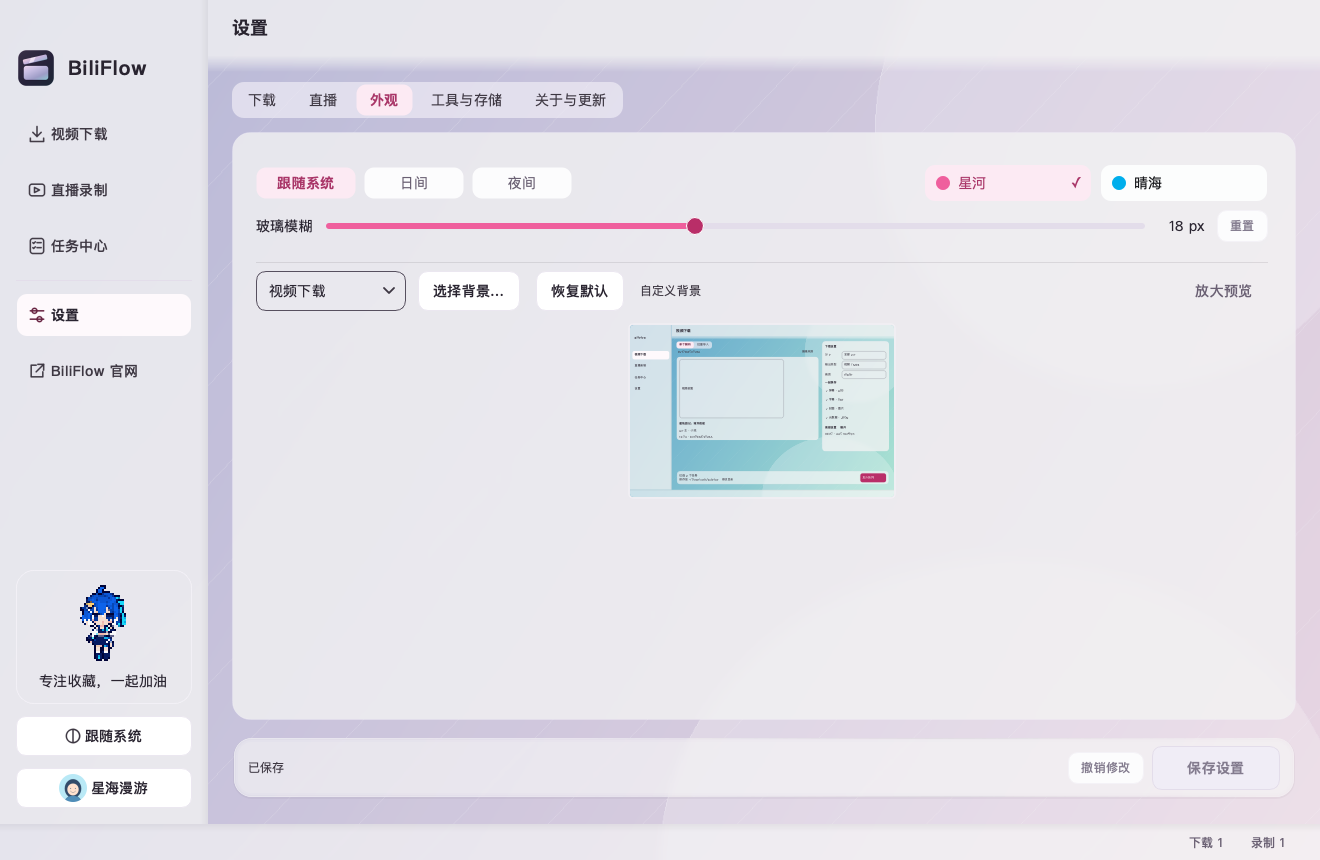 设置
BiliFlow
视频下载
直播录制
任务中心
设置
BiliFlow 官网
专注收藏，一起加油
跟随系统
星海漫游
下载 直播 外观 工具与存储 关于与更新
跟随系统 日间 夜间 星河 ✓ 晴海
玻璃模糊 18 px 重置
视频下载 选择背景... 恢复默认 自定义背景 放大预览
已保存 撤销修改 保存设置
下载 1 录制 1